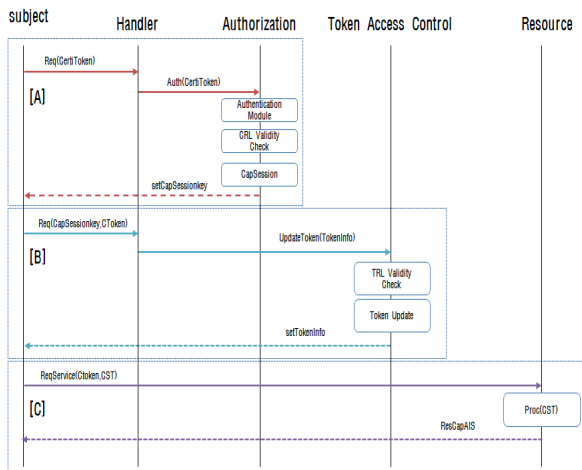 subject
Handler
Authorization
Token Access Control
Resource
Req(CertiToken)
Auth(CertiToken)
[A]
Authentication
Module
CRL Validity
Check
CapSession
setCapSessionkey
Req(CapSessionkey,CToken)
UpdateToken(TokenInfo)
[B]
TRL Validity
Check
Token Update
setTokenInfo
ReqService(Ctoken,CST)
[C]
Proc(CST)
ResCapAIS